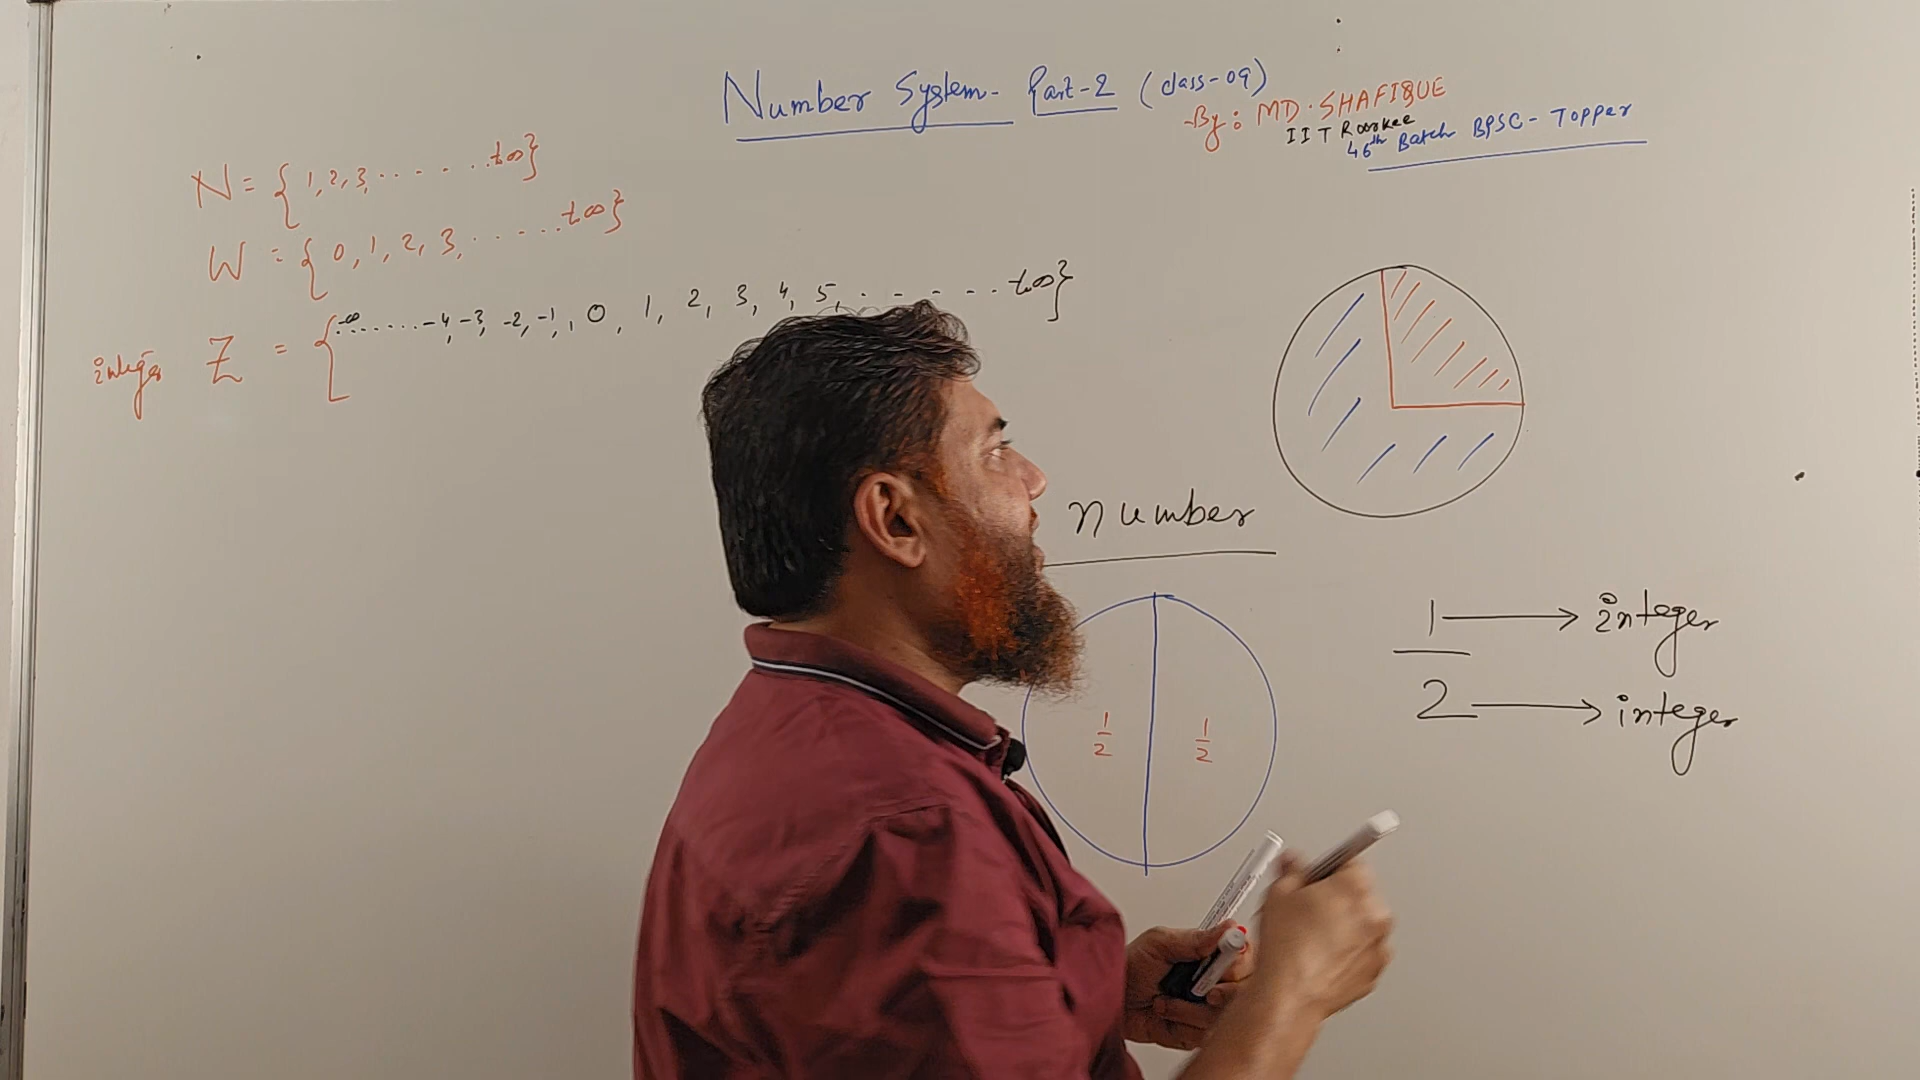 Number System- Part-2 (class-09)
-By: MD. SHAFIQUE
IIT Roorkee
46th Batch BPSC - Topper
N = {1, 2, 3, ....... to ∞}
W = {0, 1, 2, 3, ....... to ∞}
integer Z = {-∞ ....... -4, -3, -2, -1, 0, 1, 2, 3, 4, 5, ....... to ∞}
number
1/2 1/2
1 → integer
2 → integer